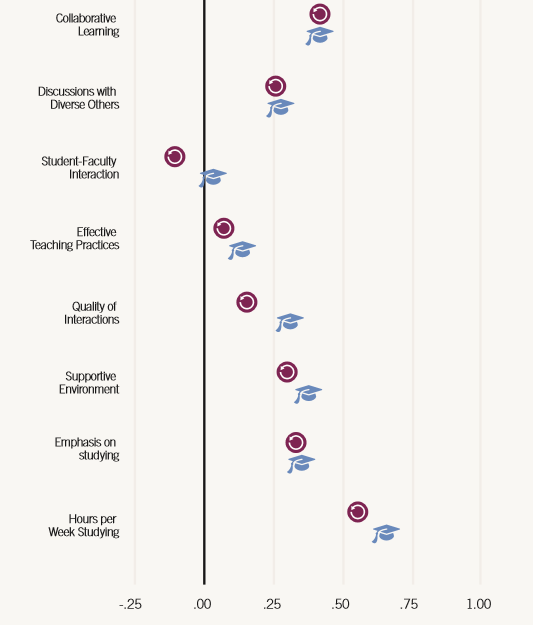 Collaborative
Learning
Discussions with
Diverse Others
Student-Faculty
Interaction
Effective
Teaching Practices
Quality of
Interactions
Supportive
Environment
Emphasis on
studying
Hours per
Week Studying
-.25 .00 .25 .50 .75 1.00